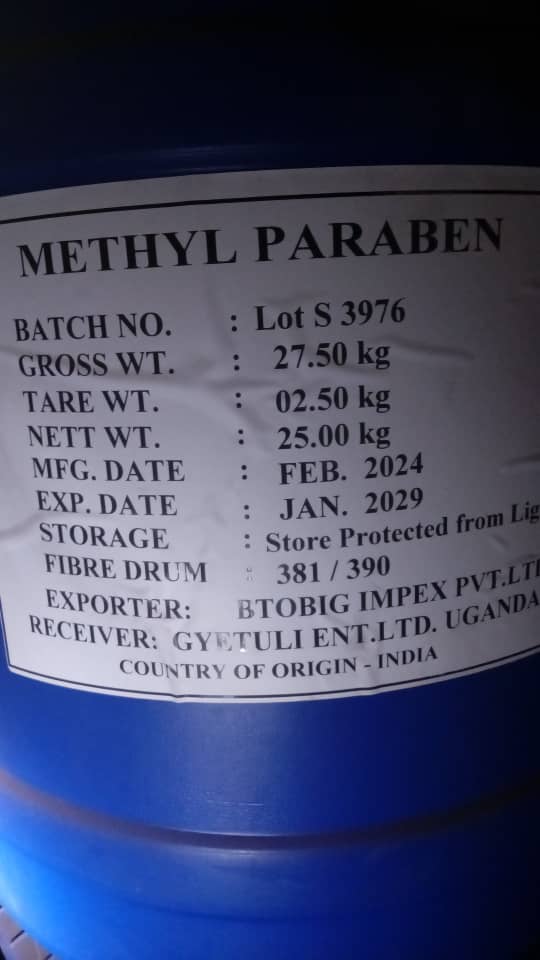 METHYL PARABEN
BATCH NO. : Lot S 3976
GROSS WT. : 27.50 kg
TARE WT. : 02.50 kg
NETT WT. : 25.00 kg
MFG. DATE : FEB. 2024
EXP. DATE : JAN. 2029
STORAGE : Store Protected from Lig
FIBRE DRUM : 381 / 390
EXPORTER: BTOBIG IMPEX PVT.LT
RECEIVER: GYETULI ENT.LTD. UGANDA
COUNTRY OF ORIGIN - INDIA